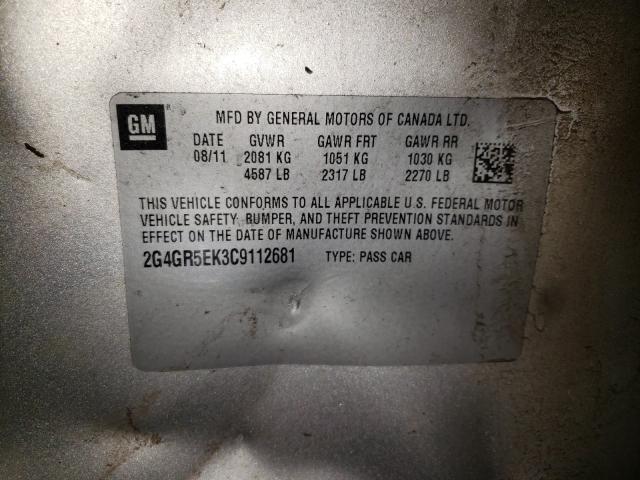 GM ®
MFD BY GENERAL MOTORS OF CANADA LTD.
DATE GVWR GAWR FRT GAWR RR
08/11 2081 KG 1051 KG 1030 KG
4587 LB 2317 LB 2270 LB
THIS VEHICLE CONFORMS TO ALL APPLICABLE U.S. FEDERAL MOTOR
VEHICLE SAFETY, BUMPER, AND THEFT PREVENTION STANDARDS IN
EFFECT ON THE DATE OF MANUFACTURE SHOWN ABOVE.
2G4GR5EK3C9112681 TYPE: PASS CAR